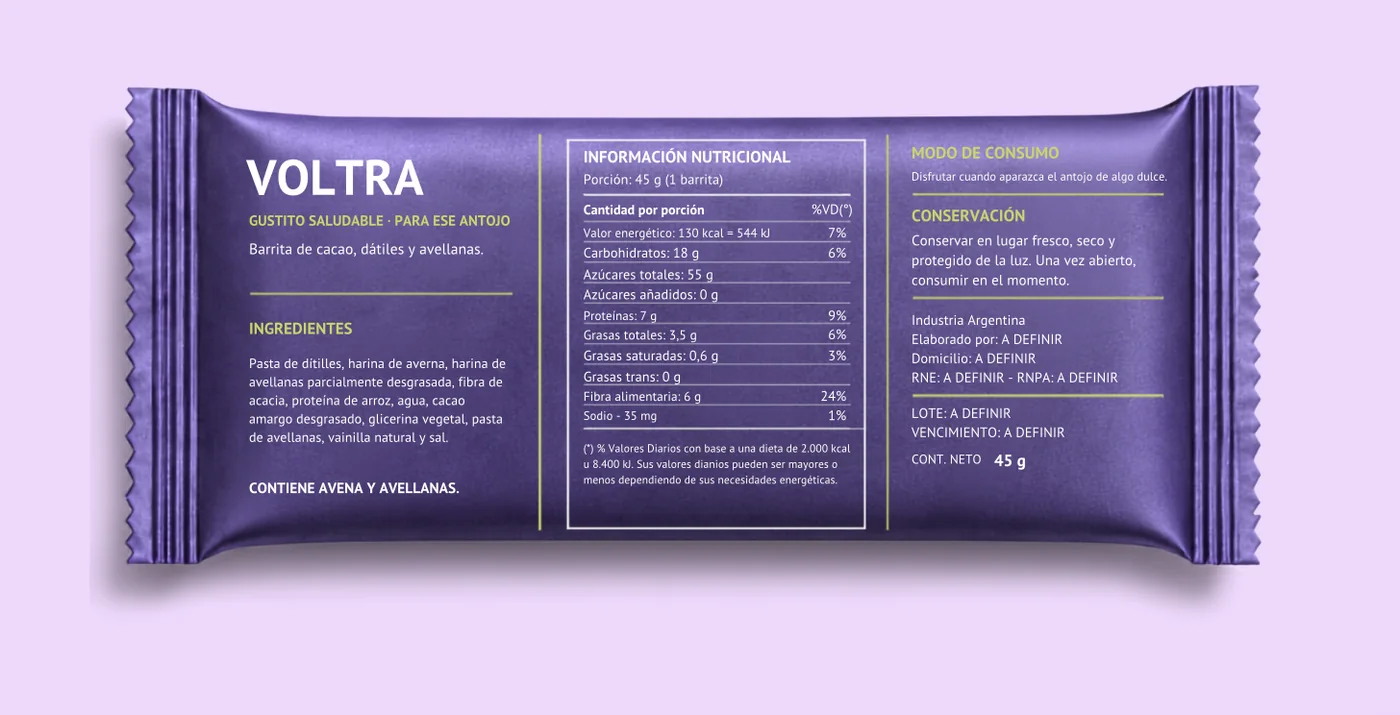 VOLTRA
GUSTITO SALUDABLE · PARA ESE ANTOJO
Barrita de cacao, dátiles y avellanas.
INGREDIENTES
Pasta de dítilles, harina de averna, harina de
avellanas parcialmente desgrasada, fibra de
acacia, proteína de arroz, agua, cacao
amargo desgrasado, glicerina vegetal, pasta
de avellanas, vainilla natural y sal.
CONTIENE AVENA Y AVELLANAS.
INFORMACIÓN NUTRICIONAL
Porción: 45 g (1 barrita)
Cantidad por porción %VD(*)
Valor energético: 130 kcal = 544 kJ 7%
Carbohidratos: 18 g 6%
Azúcares totales: 55 g
Azúcares añadidos: 0 g
Proteínas: 7 g 9%
Grasas totales: 3,5 g 6%
Grasas saturadas: 0,6 g 3%
Grasas trans: 0 g
Fibra alimentaria: 6 g 24%
Sodio - 35 mg 1%
(*) % Valores Diarios con base a una dieta de 2.000 kcal
u 8.400 kJ. Sus valores dianios pueden ser mayores o
menos dependiendo de sus necesidades energéticas.
MODO DE CONSUMO
Disfrutar cuando aparazca el antojo de algo dulce.
CONSERVACIÓN
Conservar en lugar fresco, seco y
protegido de la luz. Una vez abierto,
consumir en el momento.
Industria Argentina
Elaborado por: A DEFINIR
Domicilio: A DEFINIR
RNE: A DEFINIR - RNPA: A DEFINIR
LOTE: A DEFINIR
VENCIMIENTO: A DEFINIR
CONT. NETO 45 g